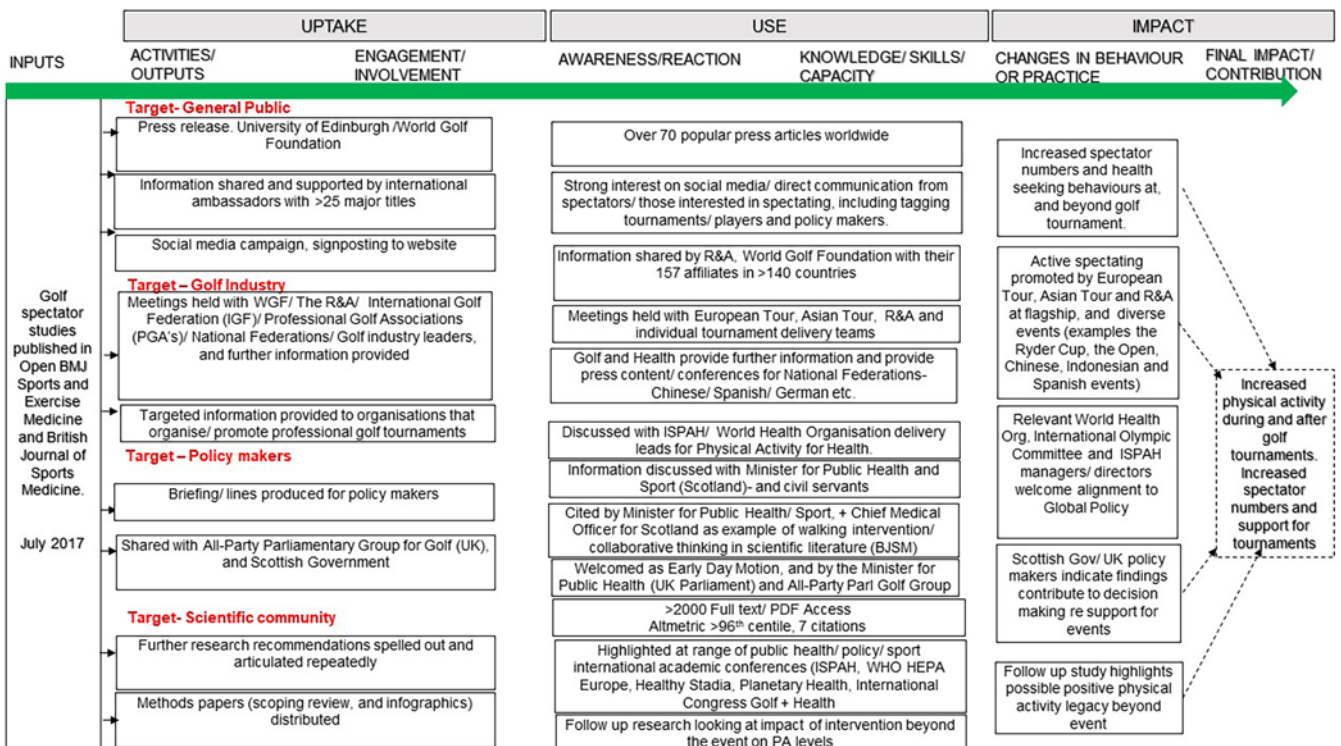 UPTAKE
USE
IMPACT
INPUTS
ACTIVITIES/
OUTPUTS
ENGAGEMENT/
INVOLVEMENT
AWARENESS/REACTION
KNOWLEDGE/ SKILLS/
CAPACITY
CHANGES IN BEHAVIOUR
OR PRACTICE
FINAL IMPACT/
CONTRIBUTION
Golf
spectator
studies
published in
Open BMJ
Sports and
Exercise
Medicine
and British
Journal of
Sports
Medicine.
July 2017
Target- General Public
Press release. University of Edinburgh /World Golf
Foundation
Information shared and supported by international
ambassadors with >25 major titles
Social media campaign, signposting to website
Target – Golf Industry
Meetings held with WGF/ The R&A/ International Golf
Federation (IGF)/ Professional Golf Associations
(PGA's)/ National Federations/ Golf industry leaders,
and further information provided
Targeted information provided to organisations that
organise/ promote professional golf tournaments
Target – Policy makers
Briefing/ lines produced for policy makers
Shared with All-Party Parliamentary Group for Golf (UK),
and Scottish Government
Target- Scientific community
Further research recommendations spelled out and
articulated repeatedly
Methods papers (scoping review, and infographics)
distributed
Over 70 popular press articles worldwide
Strong interest on social media/ direct communication from
spectators/ those interested in spectating, including tagging
tournaments/ players and policy makers.
Information shared by R&A, World Golf Foundation with their
157 affiliates in >140 countries
Meetings held with European Tour, Asian Tour, R&A and
individual tournament delivery teams
Golf and Health provide further information and provide
press content/ conferences for National Federations-
Chinese/ Spanish/ German etc.
Discussed with ISPAH/ World Health Organisation delivery
leads for Physical Activity for Health.
Information discussed with Minister for Public Health and
Sport (Scotland)- and civil servants
Cited by Minister for Public Health/ Sport, + Chief Medical
Officer for Scotland as example of walking intervention/
collaborative thinking in scientific literature (BJSM)
Welcomed as Early Day Motion, and by the Minister for
Public Health (UK Parliament) and All-Party Parl Golf Group
>2000 Full text/ PDF Access
Altmetric >96th centile, 7 citations
Highlighted at range of public health/ policy/ sport
international academic conferences (ISPAH, WHO HEPA
Europe, Healthy Stadia, Planetary Health, International
Congress Golf + Health
Follow up research looking at impact of intervention beyond
the event on PA levels
Increased spectator
numbers and health
seeking behaviours at,
and beyond golf
tournament.
Active spectating
promoted by European
Tour, Asian Tour and R&A
at flagship, and diverse
events (examples the
Ryder Cup, the Open,
Chinese, Indonesian and
Spanish events)
Relevant World Health
Org, International Olympic
Committee and ISPAH
managers/ directors
welcome alignment to
Global Policy
Scottish Gov/ UK policy
makers indicate findings
contribute to decision
making re support for
events
Follow up study highlights
possible positive physical
activity legacy beyond
event
Increased
physical activity
during and after
golf
tournaments.
Increased
spectator
numbers and
support for
tournaments